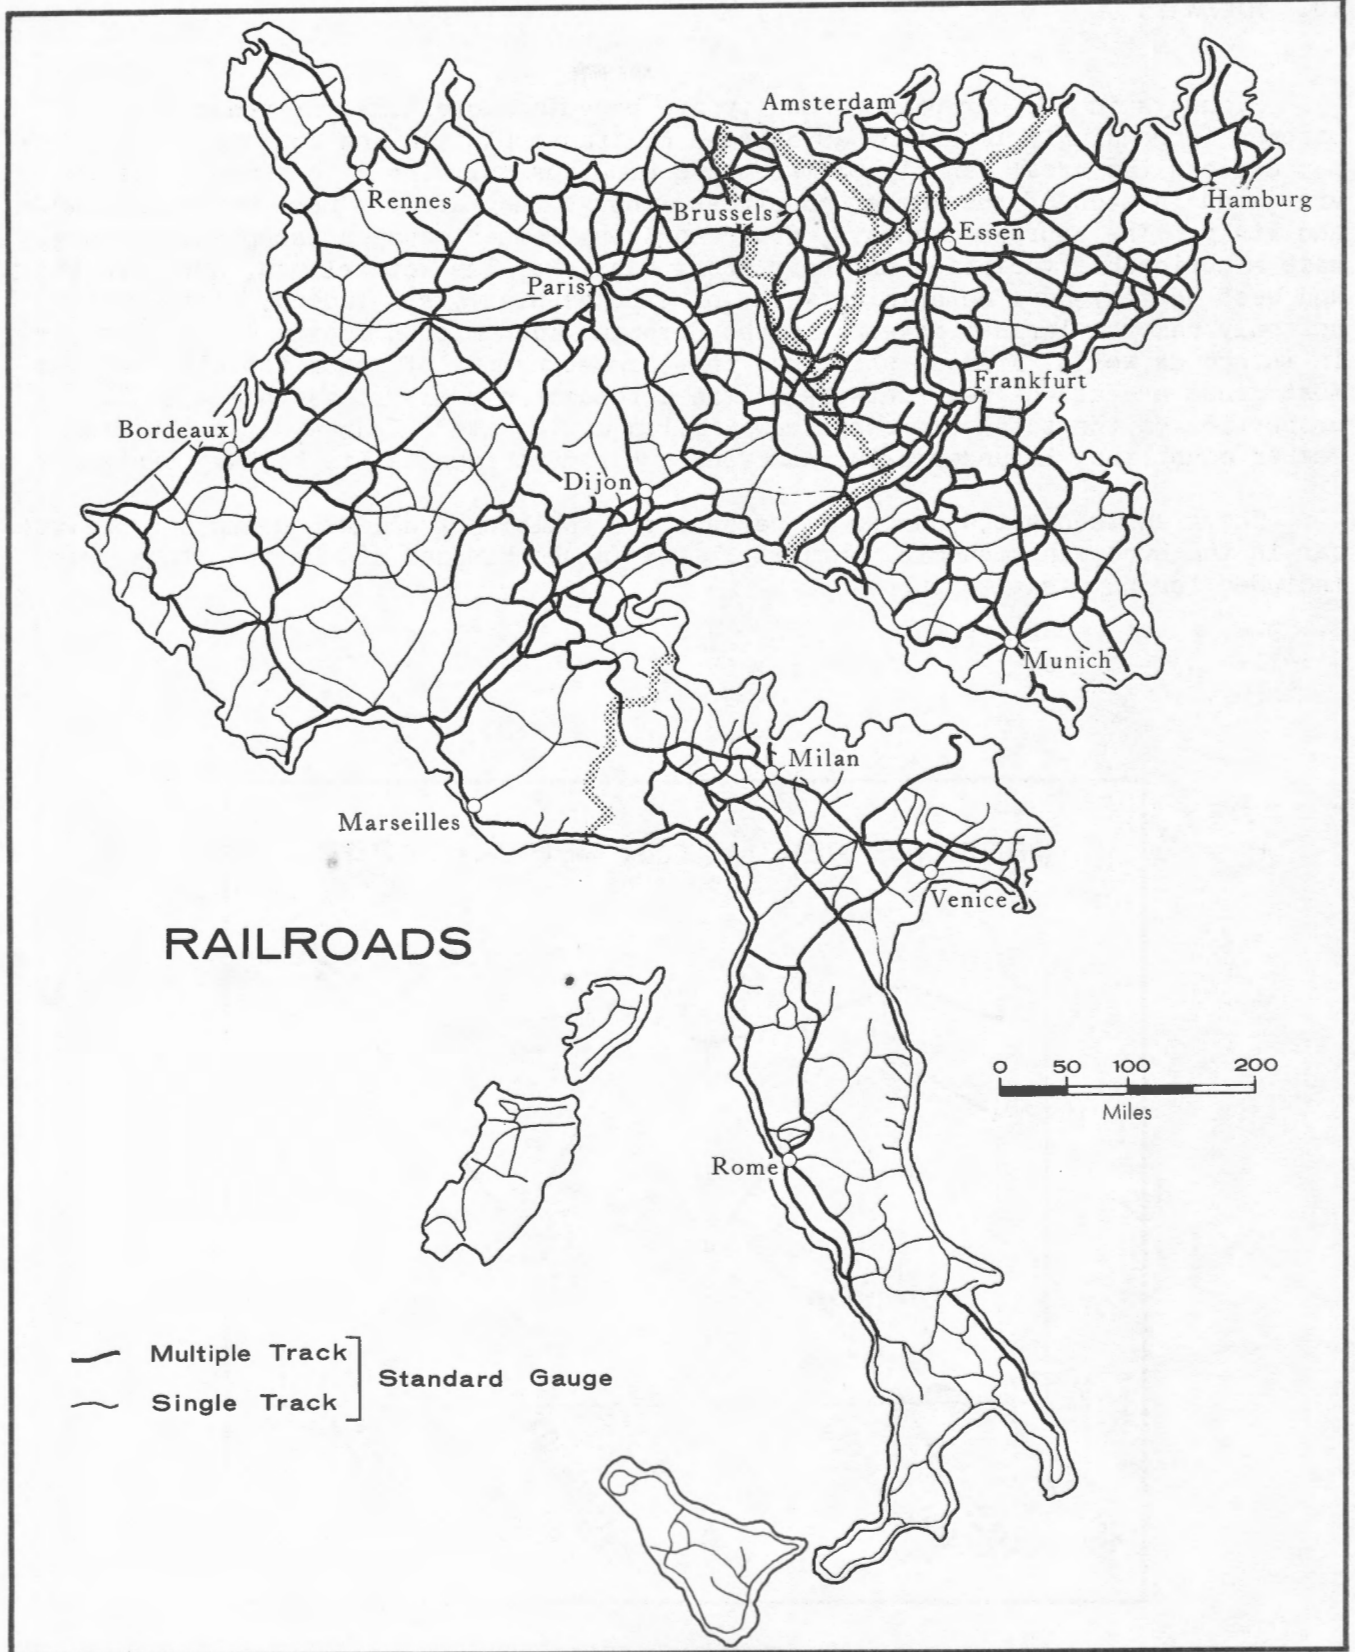 Amsterdam
Rennes
Brussels
Hamburg
Essen
Paris
Frankfurt
Bordeaux
Dijon
Munich
Milan
Marseilles
Venice
RAILROADS
0 50 100 200
Miles
Rome
Multiple Track
Standard Gauge
Single Track